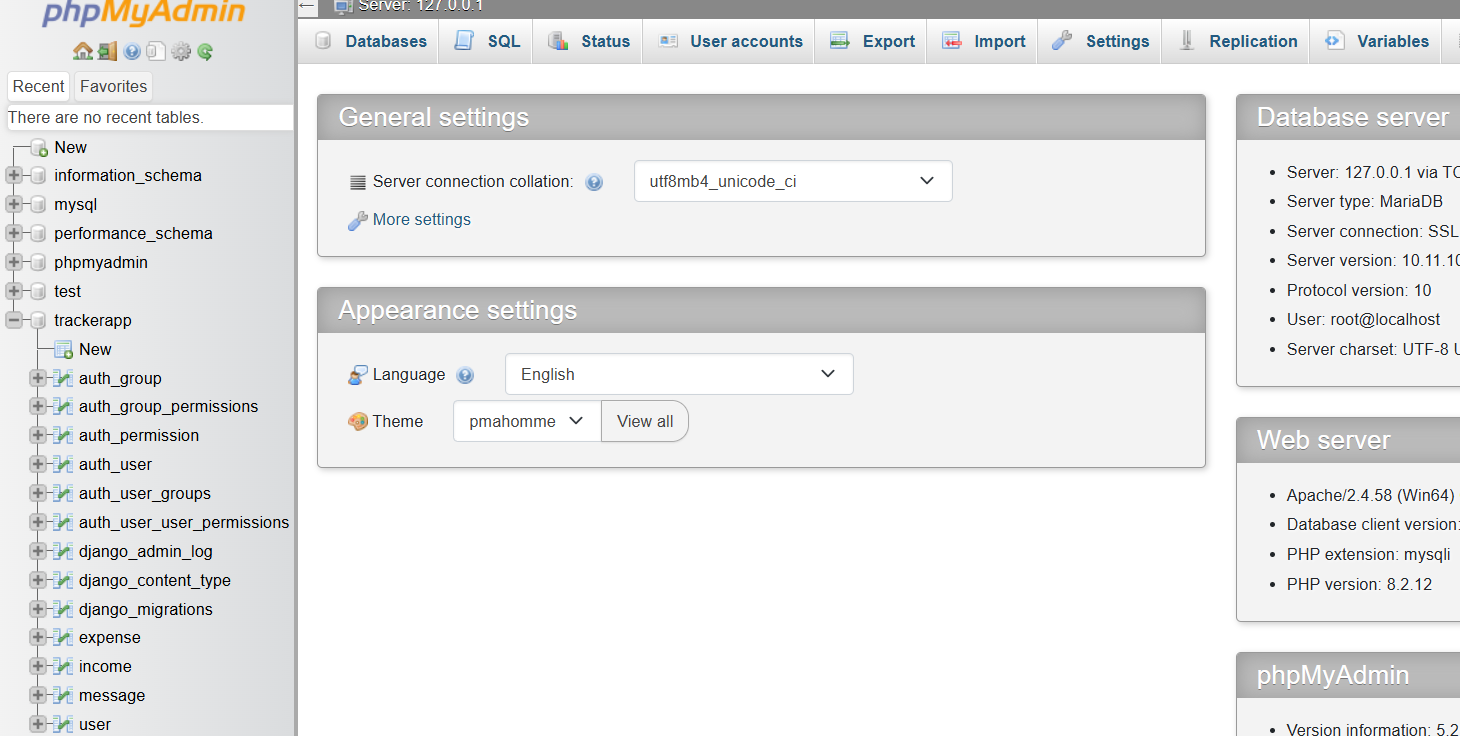 phpMyAdmin
Recent Favorites
There are no recent tables.
New
information_schema
mysql
performance_schema
phpmyadmin
test
trackerapp
New
auth_group
auth_group_permissions
auth_permission
auth_user
auth_user_groups
auth_user_user_permissions
django_admin_log
django_content_type
django_migrations
expense
income
message
user
Server: 127.0.0.1
Databases SQL Status User accounts Export Import Settings Replication Variables
General settings
Server connection collation: utf8mb4_unicode_ci
More settings
Appearance settings
Language English
Theme pmahomme View all
Database server
Server: 127.0.0.1 via TC
Server type: MariaDB
Server connection: SSL
Server version: 10.11.10
Protocol version: 10
User: root@localhost
Server charset: UTF-8 U
Web server
Apache/2.4.58 (Win64)
Database client version:
PHP extension: mysqli
PHP version: 8.2.12
phpMyAdmin
Version information: 5.2